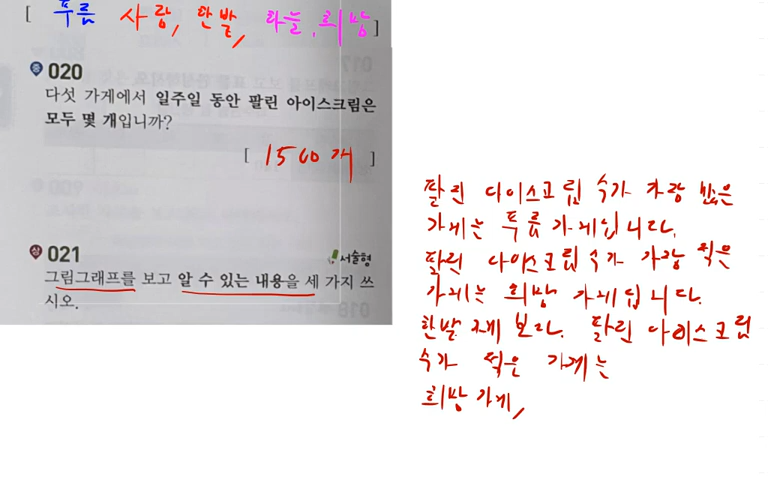 [ 푸름 사랑, 한발, 하늘, 희망 ]
중 020
다섯 가게에서 일주일 동안 팔린 아이스크림은
모두 몇 개입니까?
[ 1500개 ]
상 021 서술형
그림그래프를 보고 알 수 있는 내용을 세 가지 쓰
시오.
팔린 아이스크림 수가 가장 많은
가게는 푸름 가게입니다.
팔린 아이스크림 수가 가장 적은
가게는 희망 가게입니다.
한발 가게 보다. 팔린 아이스크림
수가 적은 가게는
희망 가게,